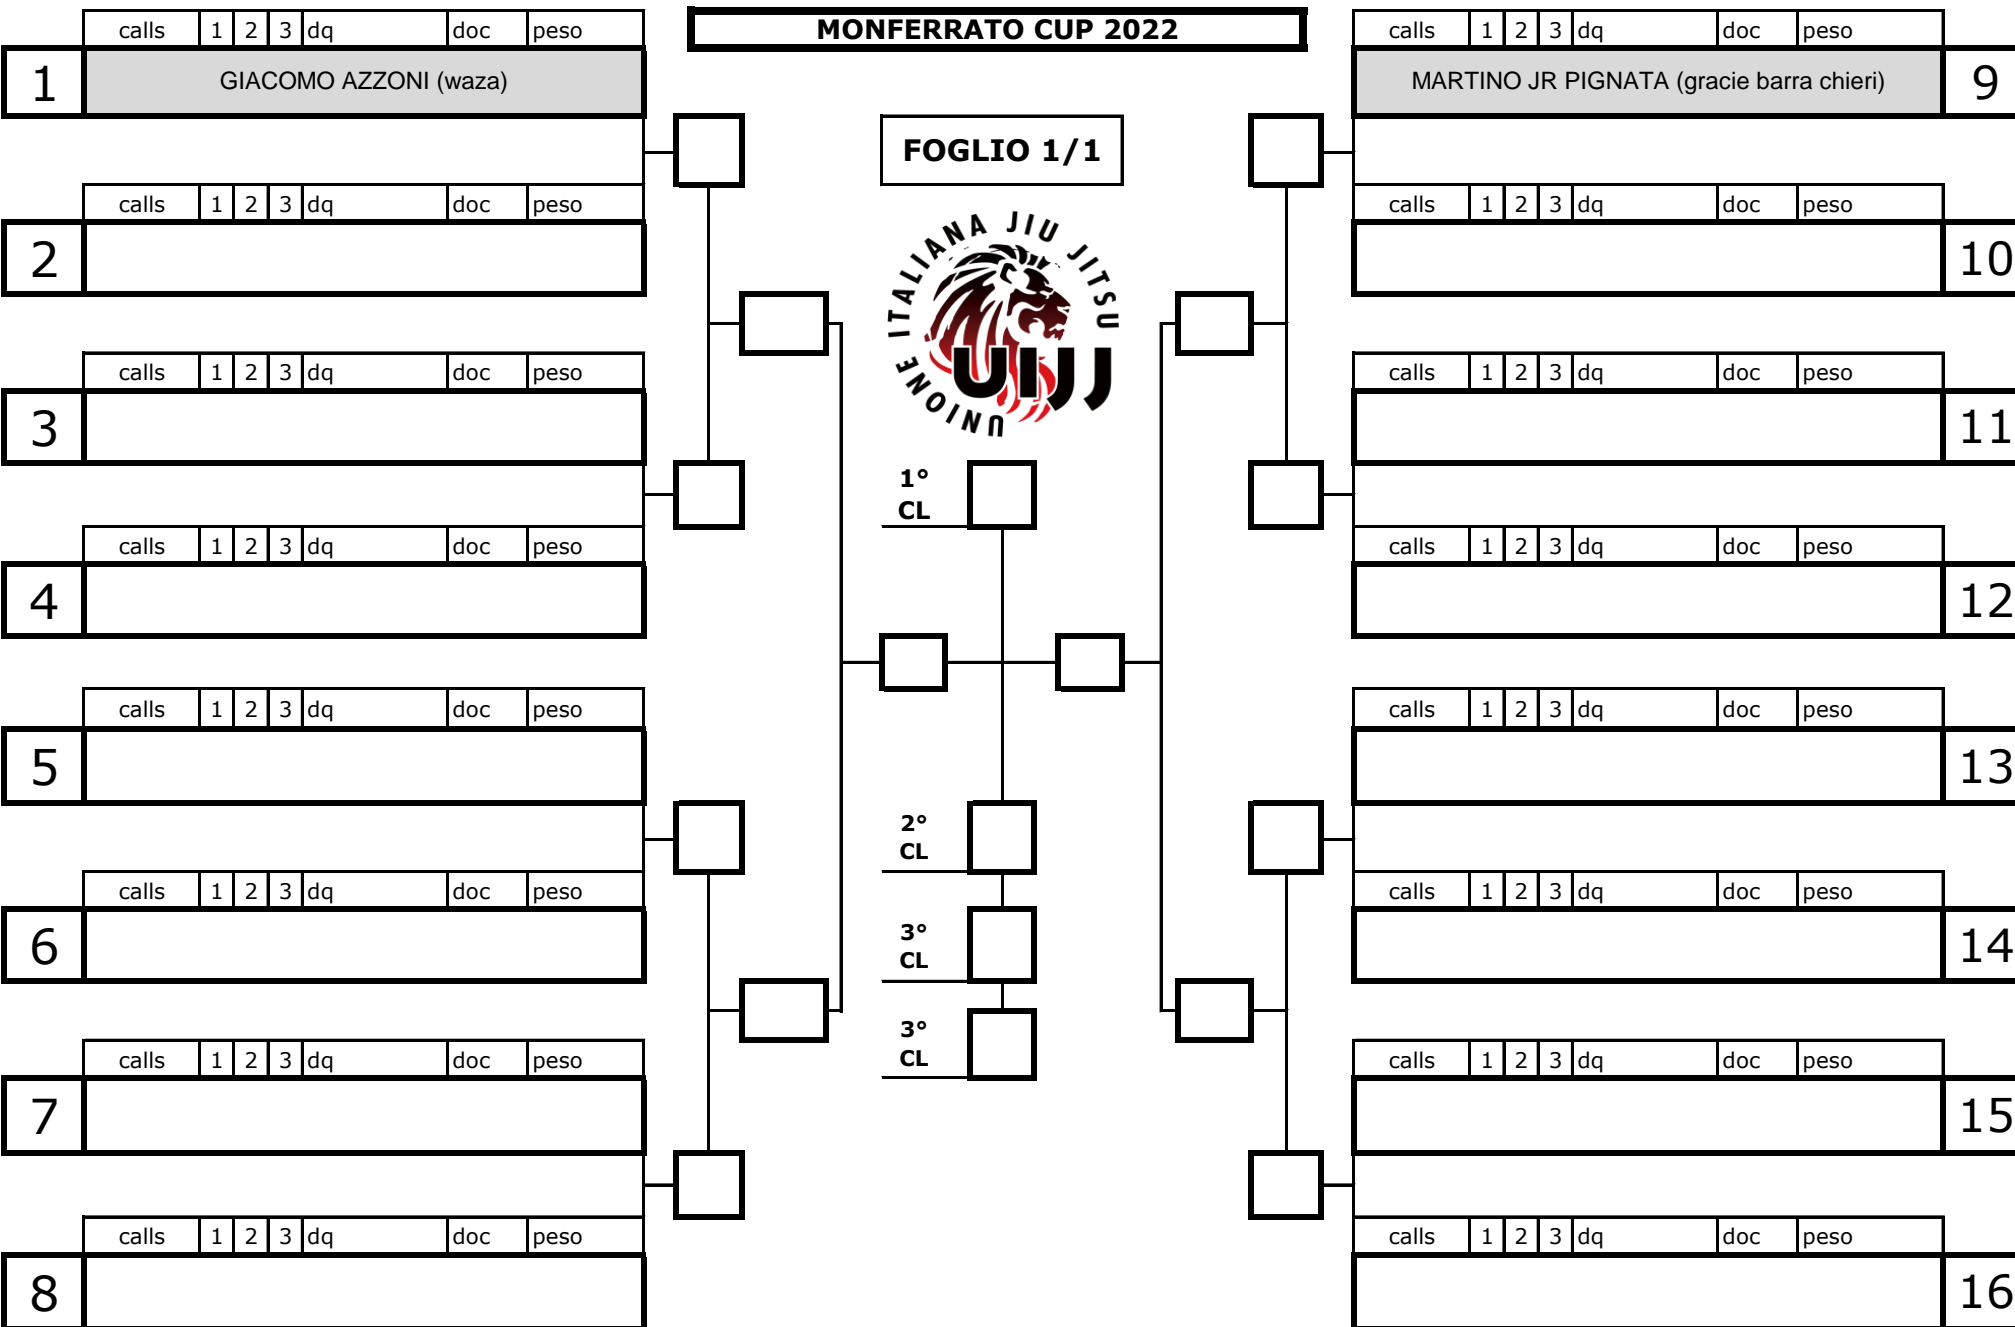 MONFERRATO CUP 2022
FOGLIO 1/1
UNIONE ITALIANA JIU JITSU
UIJJ
calls 1 2 3 dq doc peso
1 GIACOMO AZZONI (waza)
calls 1 2 3 dq doc peso
2
calls 1 2 3 dq doc peso
3
calls 1 2 3 dq doc peso
4
calls 1 2 3 dq doc peso
5
calls 1 2 3 dq doc peso
6
calls 1 2 3 dq doc peso
7
calls 1 2 3 dq doc peso
8
1°
CL
2°
CL
3°
CL
3°
CL
calls 1 2 3 dq doc peso
MARTINO JR PIGNATA (gracie barra chieri) 9
calls 1 2 3 dq doc peso
10
calls 1 2 3 dq doc peso
11
calls 1 2 3 dq doc peso
12
calls 1 2 3 dq doc peso
13
calls 1 2 3 dq doc peso
14
calls 1 2 3 dq doc peso
15
calls 1 2 3 dq doc peso
16